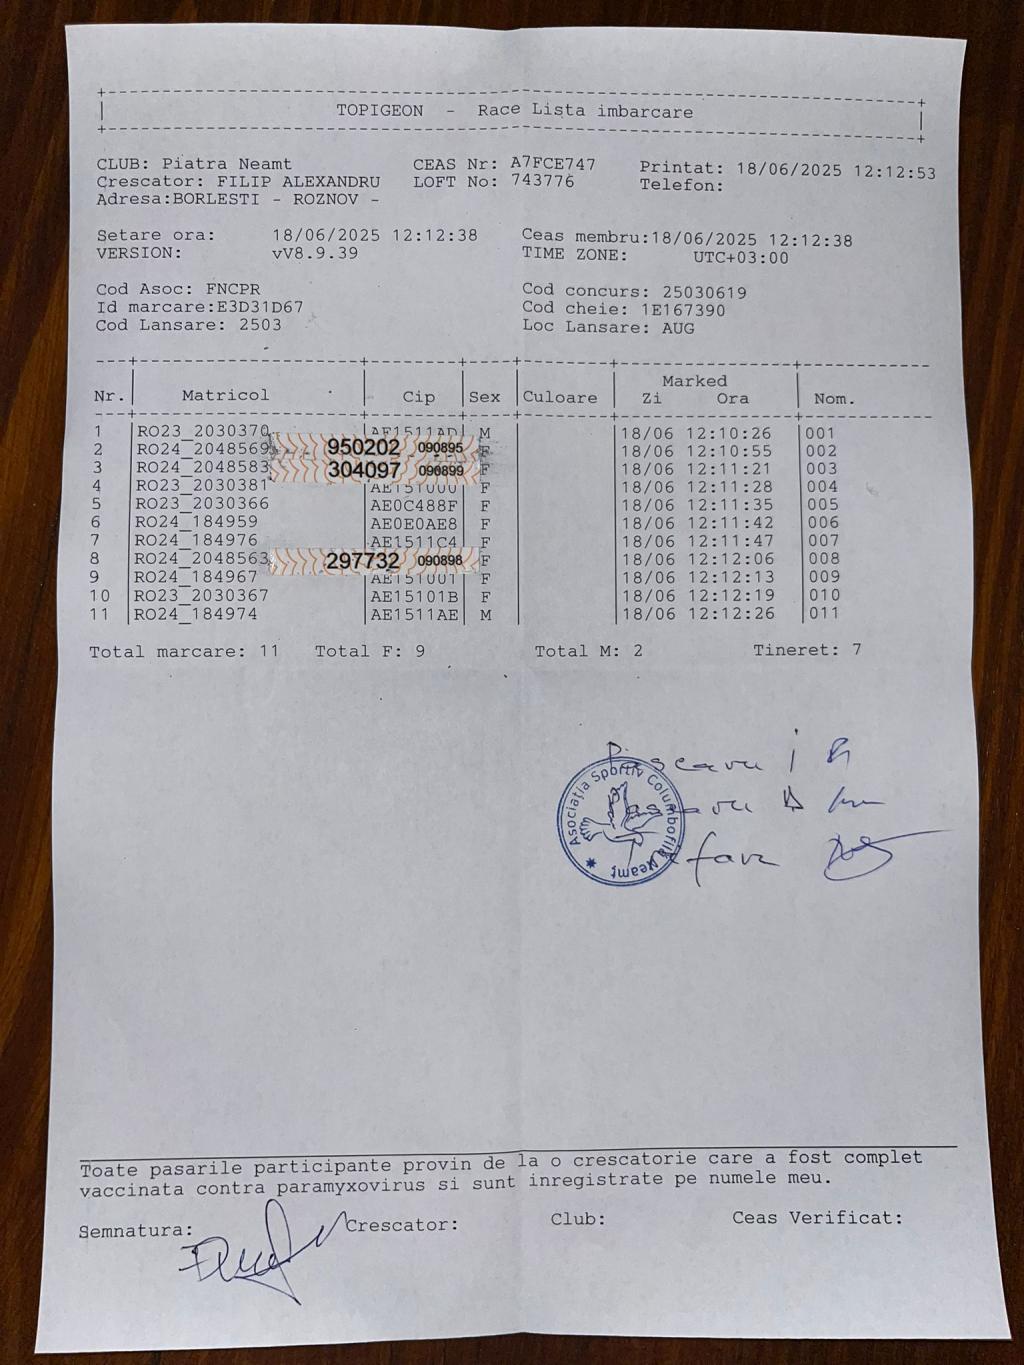 TOPIGEON - Race Lista imbarcare
CLUB: Piatra Neamt CEAS Nr: A7FCE747 Printat: 18/06/2025 12:12:53
Crescator: FILIP ALEXANDRU LOFT No: 743776 Telefon:
Adresa:BORLESTI - ROZNOV -
Setare ora: 18/06/2025 12:12:38 Ceas membru:18/06/2025 12:12:38
VERSION: vV8.9.39 TIME ZONE: UTC+03:00
Cod Asoc: FNCPR Cod concurs: 25030619
Id marcare:E3D31D67 Cod cheie: 1E167390
Cod Lansare: 2503 Loc Lansare: AUG
Marked
Nr. Matricol Cip Sex Culoare Zi Ora Nom.
1 RO23_2030370 AE1511AD M 18/06 12:10:26 001
2 RO24_2048569 950202 090895 F 18/06 12:10:55 002
3 RO24_2048583 304097 090899 F 18/06 12:11:21 003
4 RO23_2030381 AE151000 F 18/06 12:11:28 004
5 RO23_2030366 AE0C488F F 18/06 12:11:35 005
6 RO24_184959 AE0E0AE8 F 18/06 12:11:42 006
7 RO24_184976 AE1511C4 F 18/06 12:11:47 007
8 RO24_2048563 297732 090898 F 18/06 12:12:06 008
9 RO24_184967 AE151001 F 18/06 12:12:13 009
10 RO23_2030367 AE15101B F 18/06 12:12:19 010
11 RO24_184974 AE1511AE M 18/06 12:12:26 011
Total marcare: 11 Total F: 9 Total M: 2 Tineret: 7
Asociația Sportiv Columbofilă Neamț
Toate pasarile participante provin de la o crescatorie care a fost complet
vaccinata contra paramyxovirus si sunt inregistrate pe numele meu.
Semnatura: Crescator: Club: Ceas Verificat: